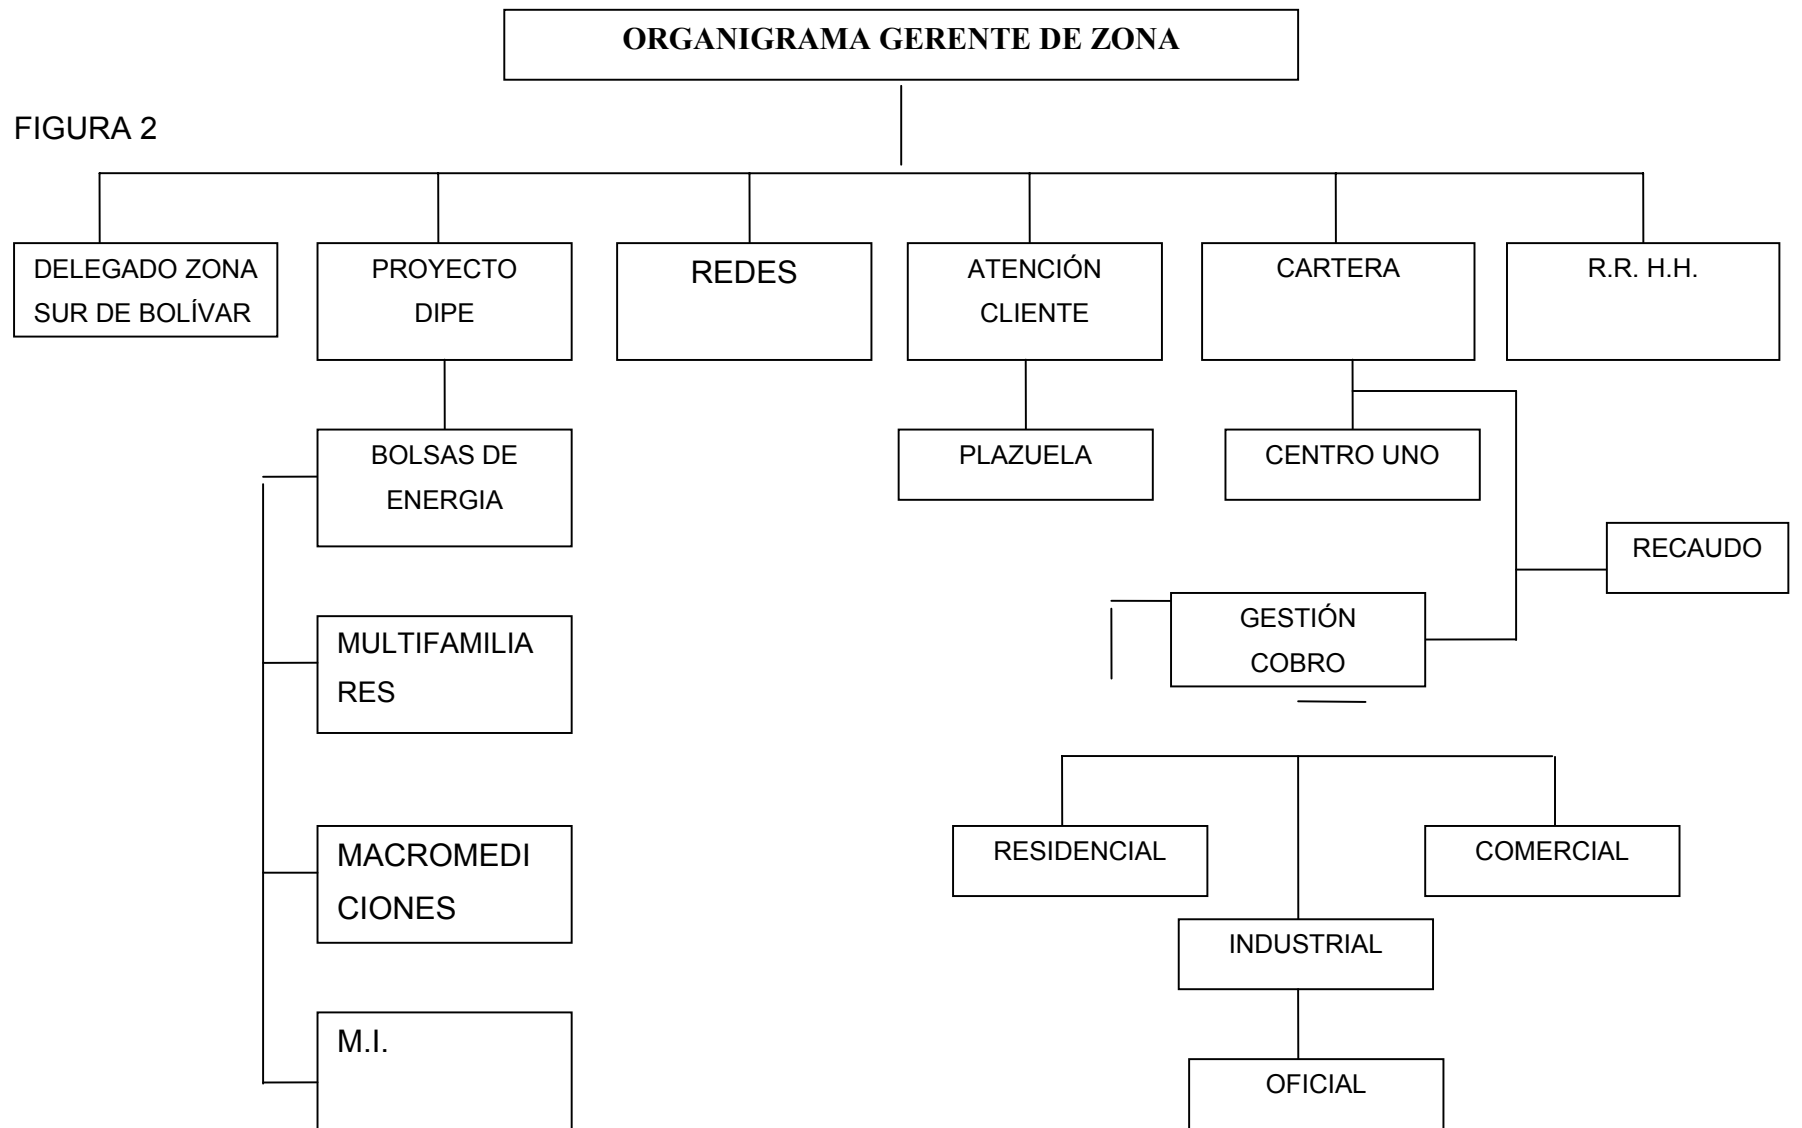 ORGANIGRAMA GERENTE DE ZONA
FIGURA 2
DELEGADO ZONA
SUR DE BOLÍVAR
PROYECTO
DIPE
REDES
ATENCIÓN
CLIENTE
CARTERA
R.R. H.H.
BOLSAS DE
ENERGIA
PLAZUELA
CENTRO UNO
RECAUDO
GESTIÓN
COBRO
MULTIFAMILIA
RES
MACROMEDI
CIONES
RESIDENCIAL
COMERCIAL
INDUSTRIAL
M.I.
OFICIAL